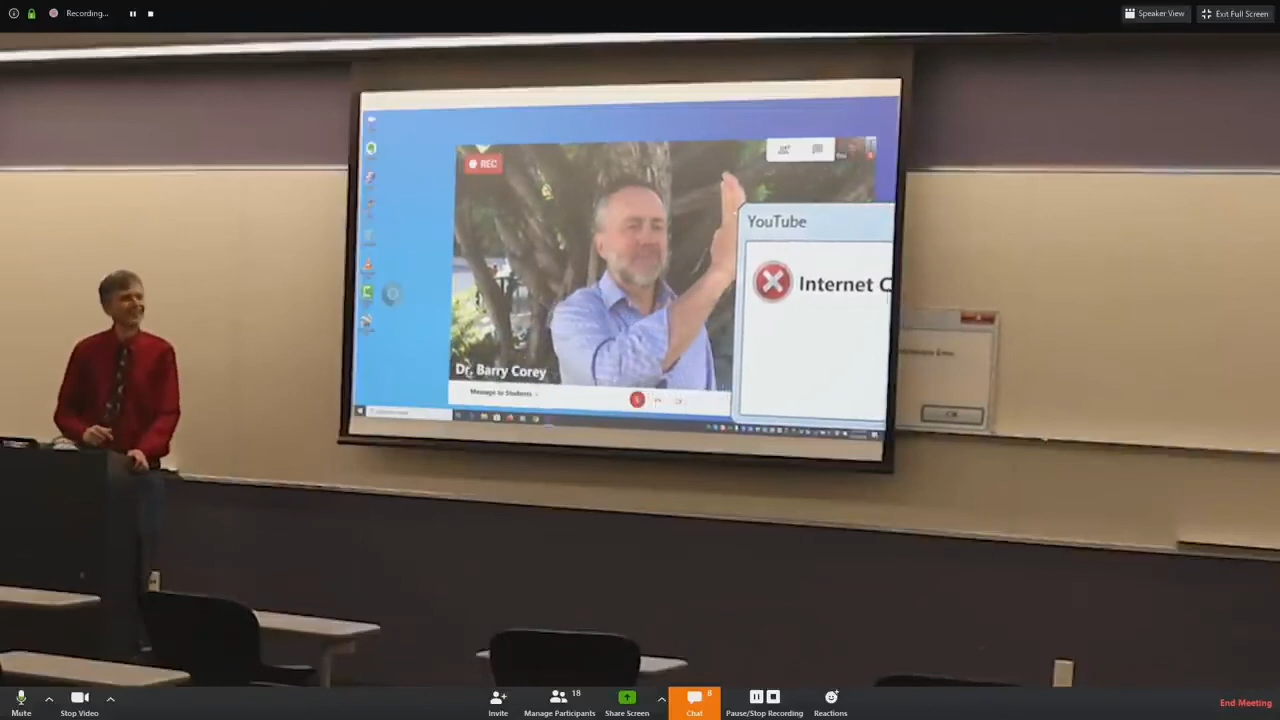 Recording...
Speaker View
Exit Full Screen
REC
YouTube
Internet C
Dr. Barry Corey
Message to Students
OK
Mute
Stop Video
Invite
18
Manage Participants
Share Screen
8
Chat
Pause/Stop Recording
Reactions
End Meeting